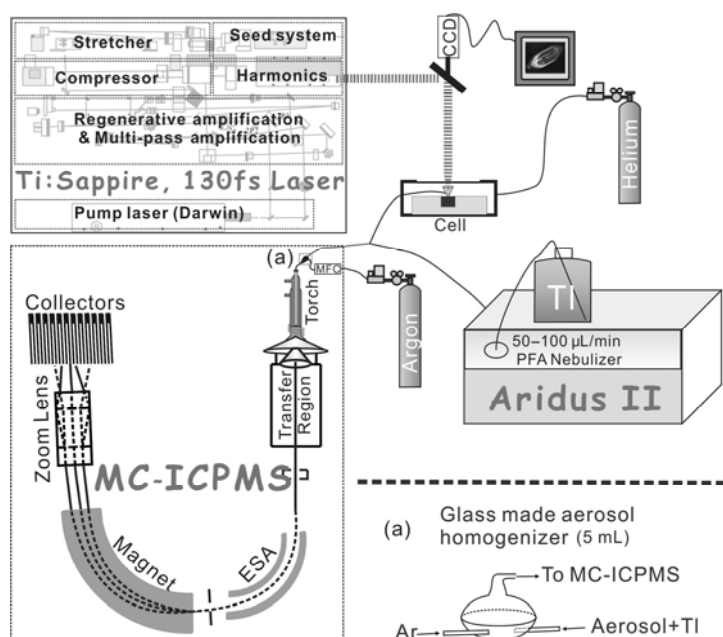 Stretcher
Seed system
Compressor
Harmonics
Regenerative amplification
& Multi-pass amplification
Ti:Sappire, 130fs Laser
Pump laser (Darwin)
CCD
Helium
Cell
(a)
MFC
Torch
Argon
Tl
50–100 µL/min
PFA Nebulizer
Aridus II
Collectors
Zoom Lens
Transfer
Region
MC-ICPMS
Magnet
ESA
(a) Glass made aerosol
homogenizer (5 mL)
To MC-ICPMS
Ar
Aerosol+Tl